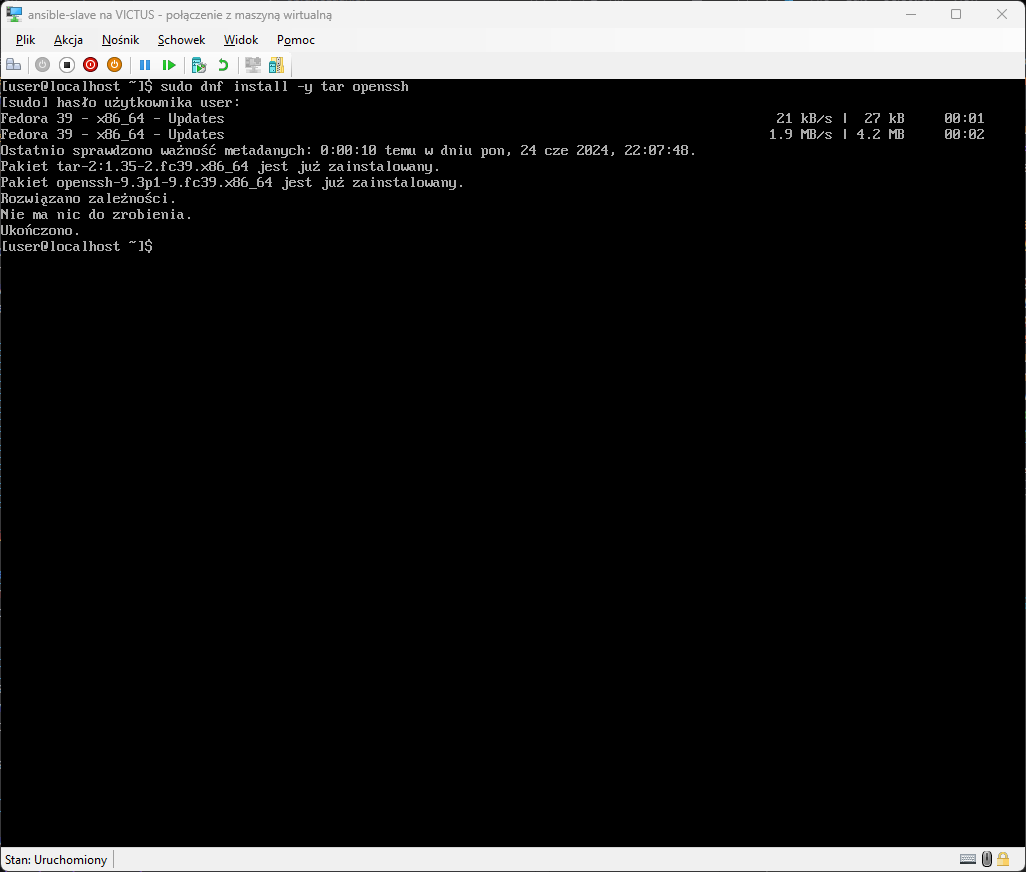 ansible-slave na VICTUS - połączenie z maszyną wirtualną
Plik Akcja Nośnik Schowek Widok Pomoc
[user@localhost ~]$ sudo dnf install -y tar openssh
[sudo] hasło użytkownika user:
Fedora 39 - x86_64 - Updates 21 kB/s | 27 kB 00:01
Fedora 39 - x86_64 - Updates 1.9 MB/s | 4.2 MB 00:02
Ostatnio sprawdzono ważność metadanych: 0:00:10 temu w dniu pon, 24 cze 2024, 22:07:48.
Pakiet tar-2:1.35-2.fc39.x86_64 jest już zainstalowany.
Pakiet openssh-9.3p1-9.fc39.x86_64 jest już zainstalowany.
Rozwiązano zależności.
Nie ma nic do zrobienia.
Ukończono.
[user@localhost ~]$
Stan: Uruchomiony